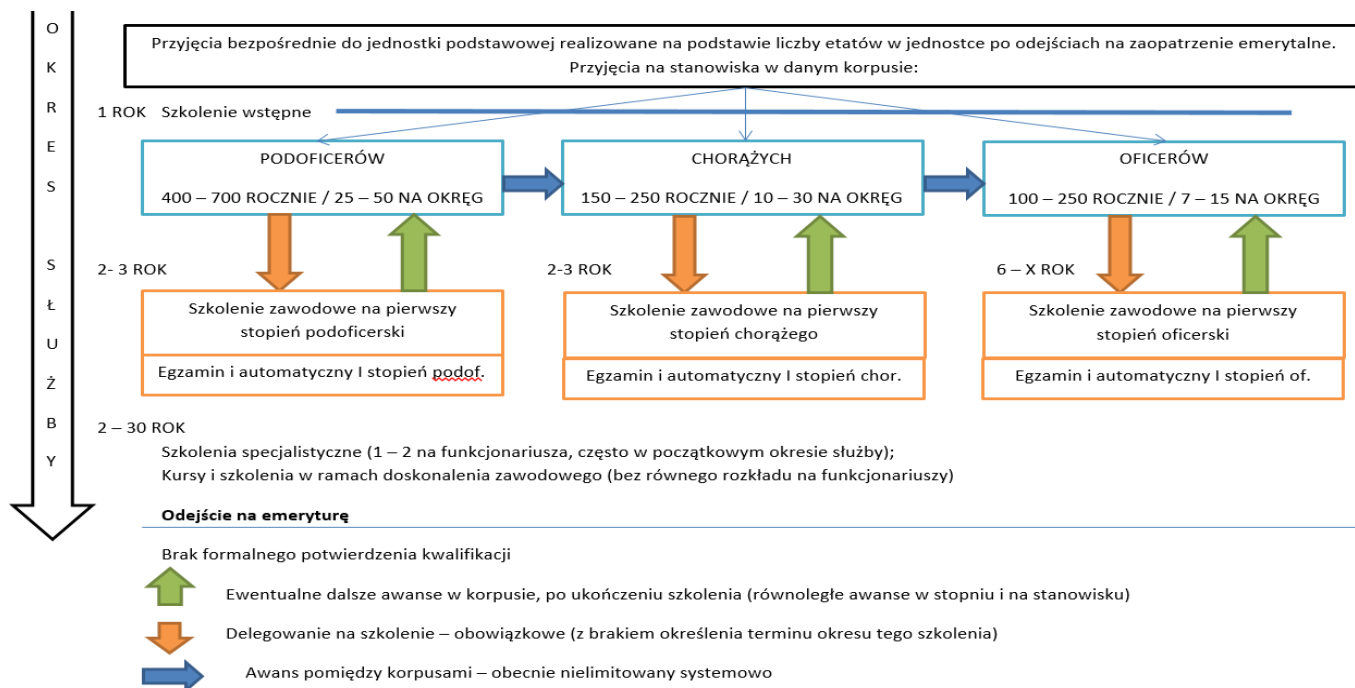 OKRES SŁUŻBY
Przyjęcia bezpośrednie do jednostki podstawowej realizowane na podstawie liczby etatów w jednostce po odejściach na zaopatrzenie emerytalne.
Przyjęcia na stanowiska w danym korpusie:
1 ROK Szkolenie wstępne
PODOFICERÓW
400 – 700 ROCZNIE / 25 – 50 NA OKRĘG
CHORĄŻYCH
150 – 250 ROCZNIE / 10 – 30 NA OKRĘG
OFICERÓW
100 – 250 ROCZNIE / 7 – 15 NA OKRĘG
2- 3 ROK
2-3 ROK
6 – X ROK
Szkolenie zawodowe na pierwszy
stopień podoficerski
Egzamin i automatyczny I stopień podof.
Szkolenie zawodowe na pierwszy
stopień chorążego
Egzamin i automatyczny I stopień chor.
Szkolenie zawodowe na pierwszy
stopień oficerski
Egzamin i automatyczny I stopień of.
2 – 30 ROK
Szkolenia specjalistyczne (1 – 2 na funkcjonariusza, często w początkowym okresie służby);
Kursy i szkolenia w ramach doskonalenia zawodowego (bez równego rozkładu na funkcjonariuszy)
Odejście na emeryturę
Brak formalnego potwierdzenia kwalifikacji
Ewentualne dalsze awanse w korpusie, po ukończeniu szkolenia (równoległe awanse w stopniu i na stanowisku)
Delegowanie na szkolenie – obowiązkowe (z brakiem określenia terminu okresu tego szkolenia)
Awans pomiędzy korpusami – obecnie nielimitowany systemowo